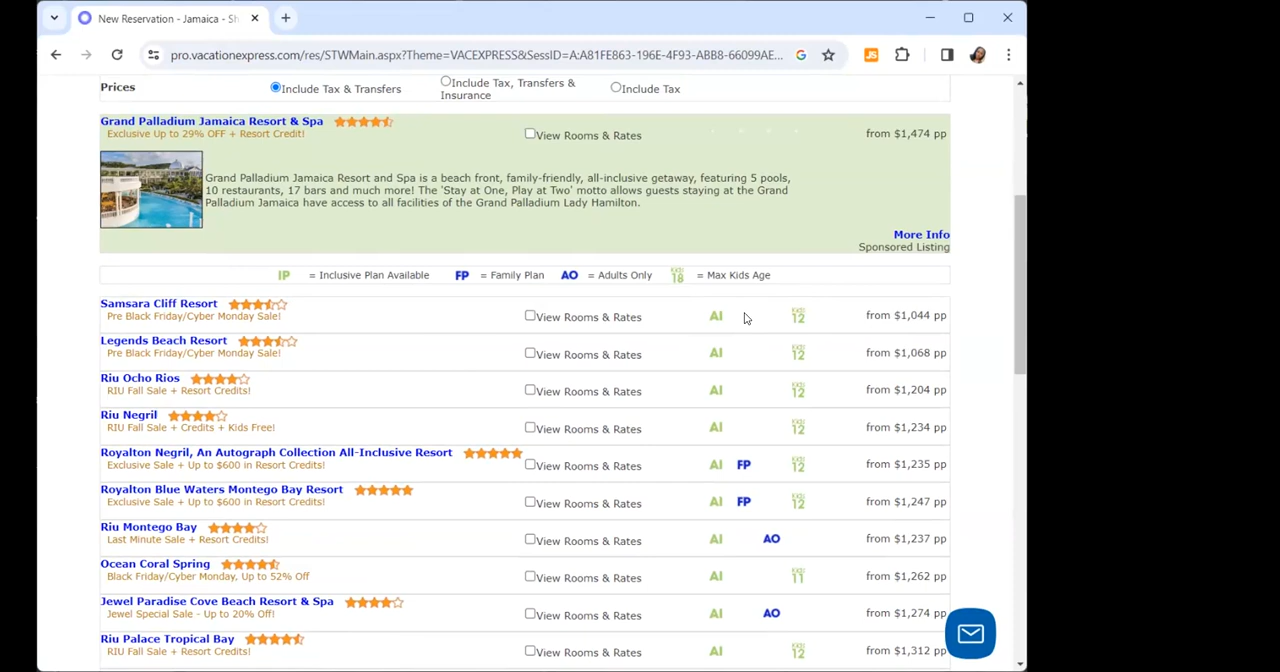 New Reservation - Jamaica - Sh
pro.vacationexpress.com/res/STWMain.aspx?Theme=VACEXPRESS&SessID=A:A81FE863-196E-4F93-ABB8-66099AE...
JS
Prices
Include Tax & Transfers
Include Tax, Transfers & Insurance
Include Tax
Grand Palladium Jamaica Resort & Spa
Exclusive Up to 29% OFF + Resort Credit!
View Rooms & Rates
from $1,474 pp
Grand Palladium Jamaica Resort and Spa is a beach front, family-friendly, all-inclusive getaway, featuring 5 pools,
10 restaurants, 17 bars and much more! The 'Stay at One, Play at Two' motto allows guests staying at the Grand
Palladium Jamaica have access to all facilities of the Grand Palladium Lady Hamilton.
More Info
Sponsored Listing
IP = Inclusive Plan Available FP = Family Plan AO = Adults Only KIDS 18 = Max Kids Age
Samsara Cliff Resort
Pre Black Friday/Cyber Monday Sale!
View Rooms & Rates AI KIDS 12 from $1,044 pp
Legends Beach Resort
Pre Black Friday/Cyber Monday Sale!
View Rooms & Rates AI KIDS 12 from $1,068 pp
Riu Ocho Rios
RIU Fall Sale + Resort Credits!
View Rooms & Rates AI KIDS 12 from $1,204 pp
Riu Negril
RIU Fall Sale + Credits + Kids Free!
View Rooms & Rates AI KIDS 12 from $1,234 pp
Royalton Negril, An Autograph Collection All-Inclusive Resort
Exclusive Sale + Up to $600 in Resort Credits!
View Rooms & Rates AI FP KIDS 12 from $1,235 pp
Royalton Blue Waters Montego Bay Resort
Exclusive Sale + Up to $600 in Resort Credits!
View Rooms & Rates AI FP KIDS 12 from $1,247 pp
Riu Montego Bay
Last Minute Sale + Resort Credits!
View Rooms & Rates AI AO from $1,237 pp
Ocean Coral Spring
Black Friday/Cyber Monday, Up to 52% Off
View Rooms & Rates AI KIDS 11 from $1,262 pp
Jewel Paradise Cove Beach Resort & Spa
Jewel Special Sale - Up to 20% Off!
View Rooms & Rates AI AO from $1,274 pp
Riu Palace Tropical Bay
RIU Fall Sale + Resort Credits!
View Rooms & Rates AI KIDS 12 from $1,312 pp